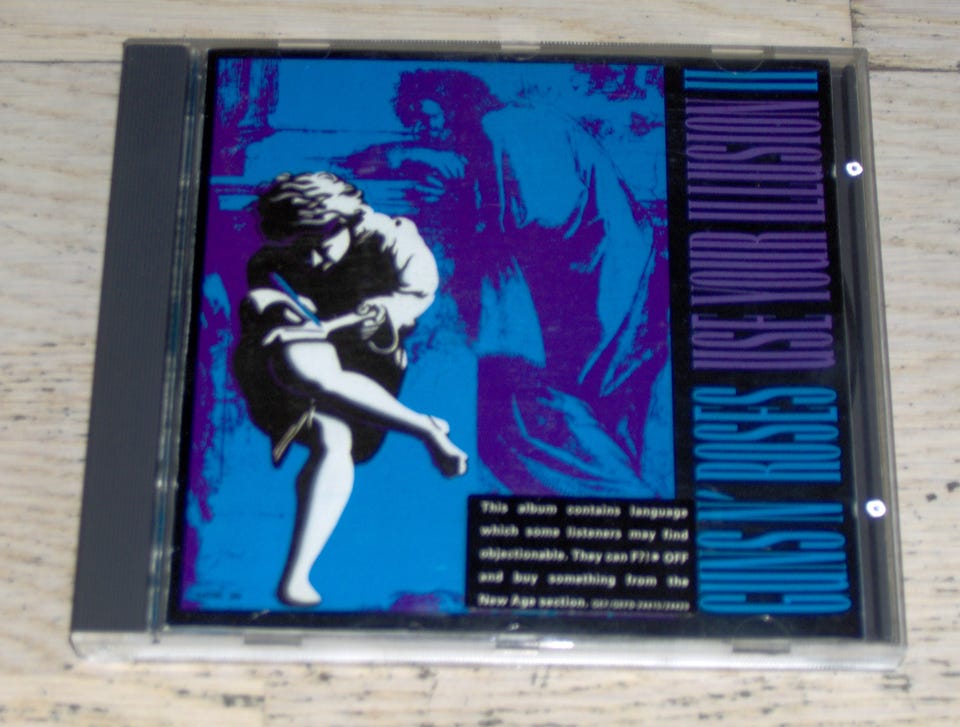 GUNS N' ROSES USE YOUR ILLUSION II
This album contains language
which some listeners may find
objectionable. They can F?!# OFF
and buy something from the
New Age section.